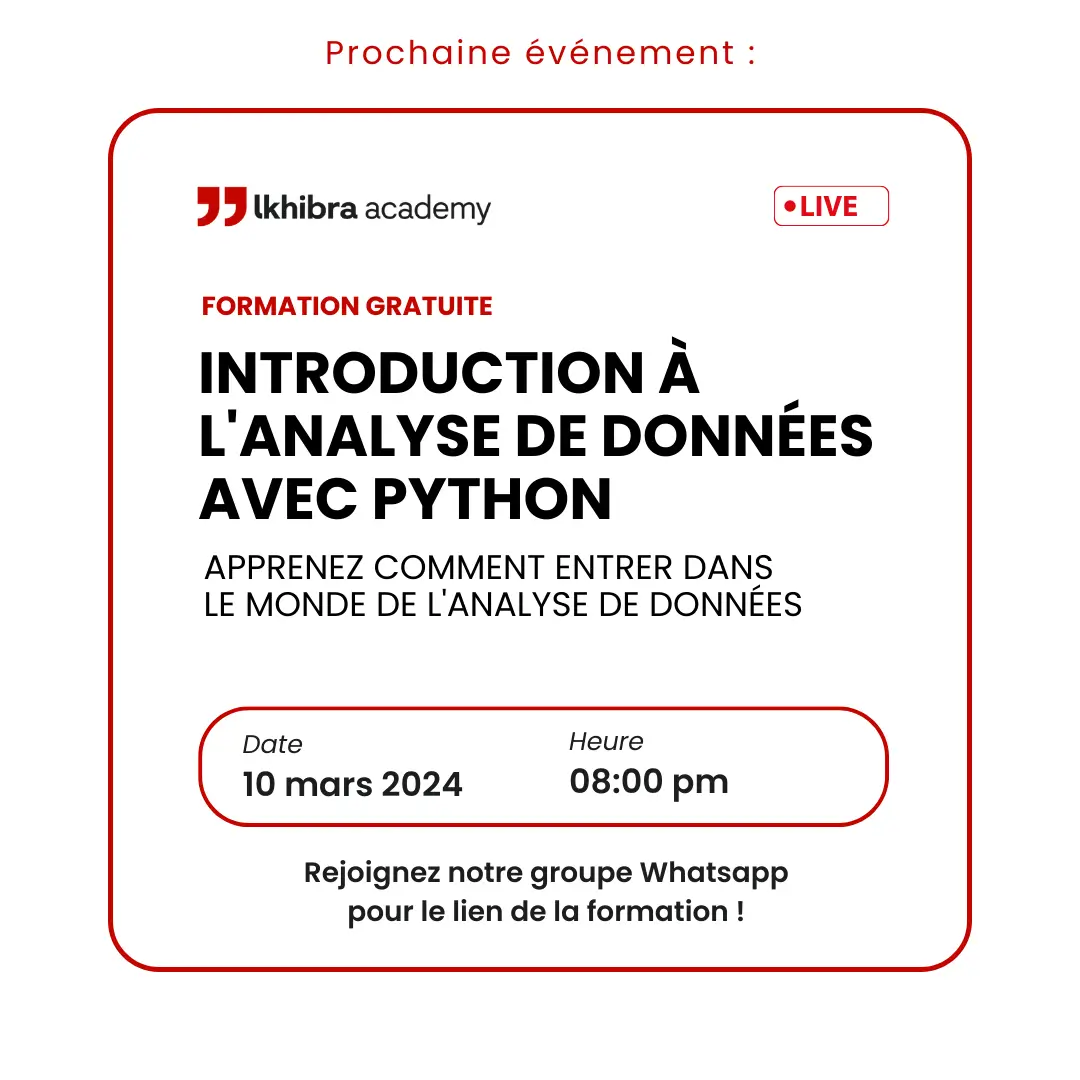 Prochaine événement :
lkhibra academy
LIVE
FORMATION GRATUITE
INTRODUCTION À
L'ANALYSE DE DONNÉES
AVEC PYTHON
APPRENEZ COMMENT ENTRER DANS
LE MONDE DE L'ANALYSE DE DONNÉES
Date
10 mars 2024
Heure
08:00 pm
Rejoignez notre groupe Whatsapp
pour le lien de la formation !